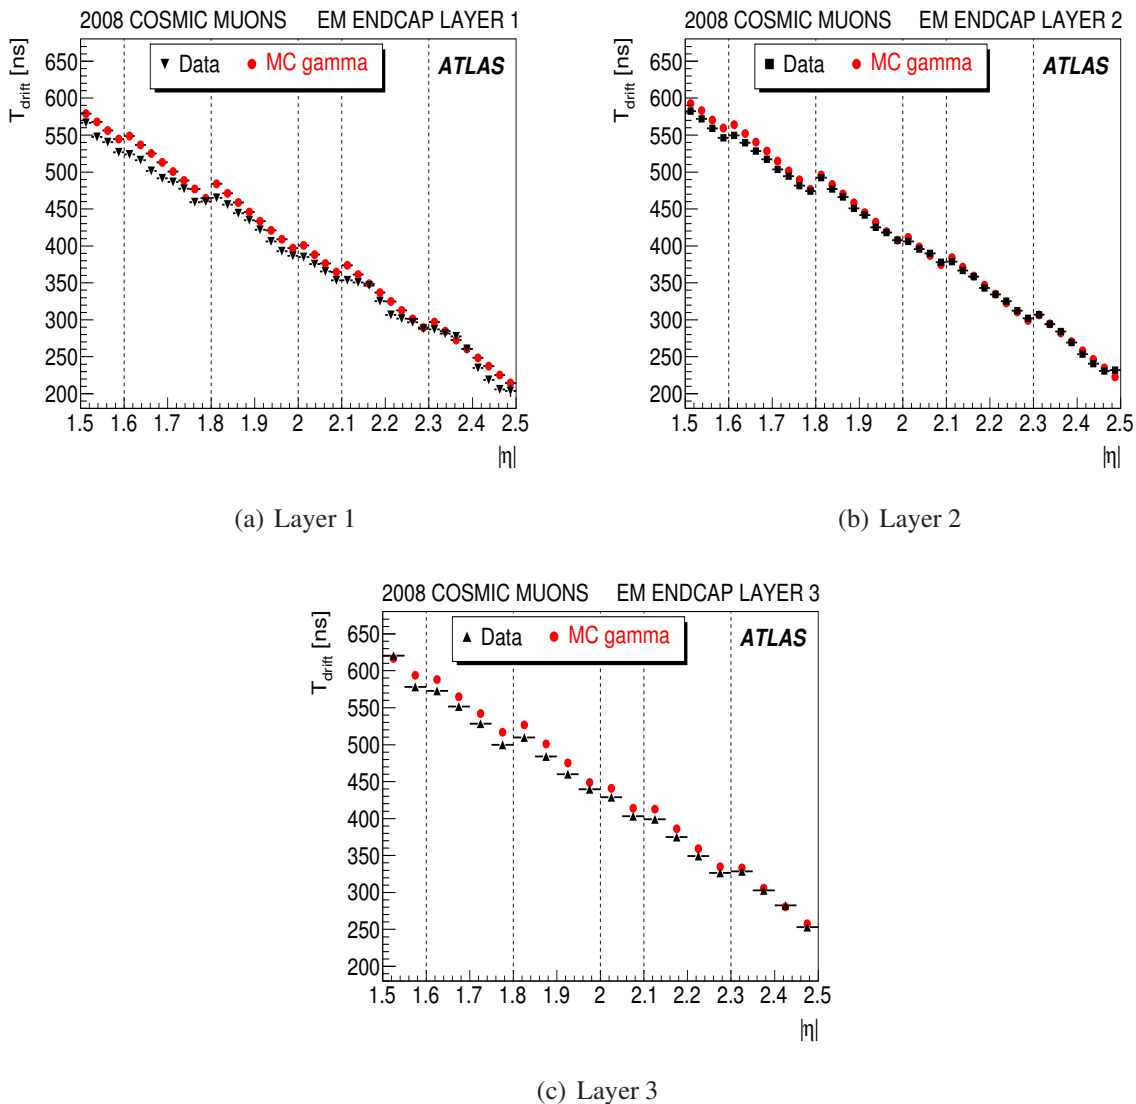 2008 COSMIC MUONS EM ENDCAP LAYER 1
T_drift [ns]
Data MC gamma
ATLAS
650
600
550
500
450
400
350
300
250
200
1.5 1.6 1.7 1.8 1.9 2 2.1 2.2 2.3 2.4 2.5
|η|
(a) Layer 1
2008 COSMIC MUONS EM ENDCAP LAYER 2
T_drift [ns]
Data MC gamma
ATLAS
650
600
550
500
450
400
350
300
250
200
1.5 1.6 1.7 1.8 1.9 2 2.1 2.2 2.3 2.4 2.5
|η|
(b) Layer 2
2008 COSMIC MUONS EM ENDCAP LAYER 3
T_drift [ns]
Data MC gamma
ATLAS
650
600
550
500
450
400
350
300
250
200
1.5 1.6 1.7 1.8 1.9 2 2.1 2.2 2.3 2.4 2.5
|η|
(c) Layer 3